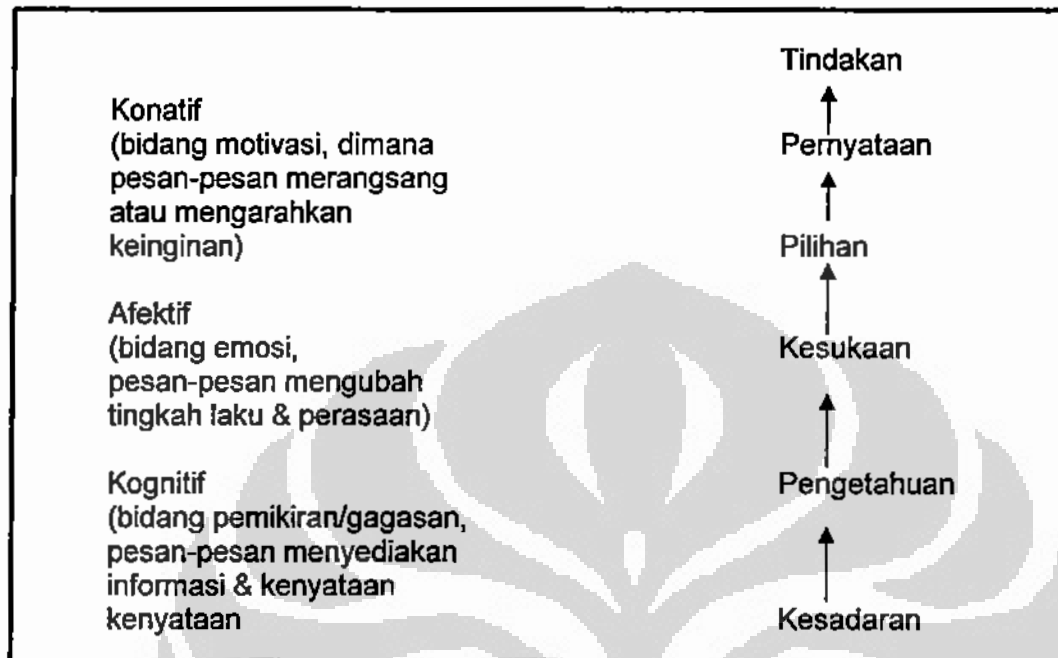 Tindakan
Konatif
(bidang motivasi, dimana
pesan-pesan merangsang
atau mengarahkan
keinginan)
Pernyataan
Pilihan
Afektif
(bidang emosi,
pesan-pesan mengubah
tingkah laku & perasaan)
Kesukaan
Kognitif
(bidang pemikiran/gagasan,
pesan-pesan menyediakan
informasi & kenyataan
kenyataan
Pengetahuan
Kesadaran